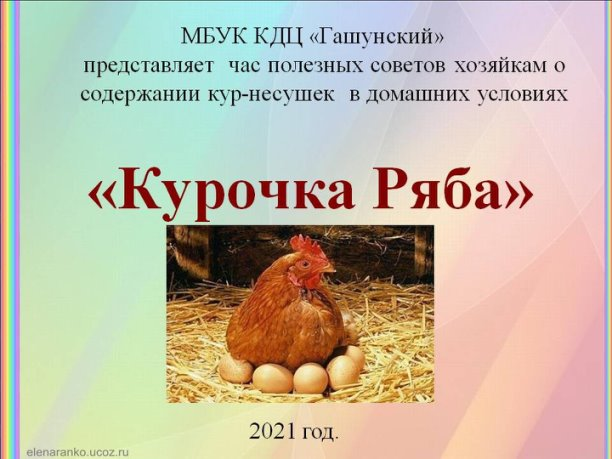 МБУК КДЦ «Гашунский»
представляет час полезных советов хозяйкам о
содержании кур-несушек в домашних условиях
«Курочка Ряба»
2021 год.
elenaranko.ucoz.ru